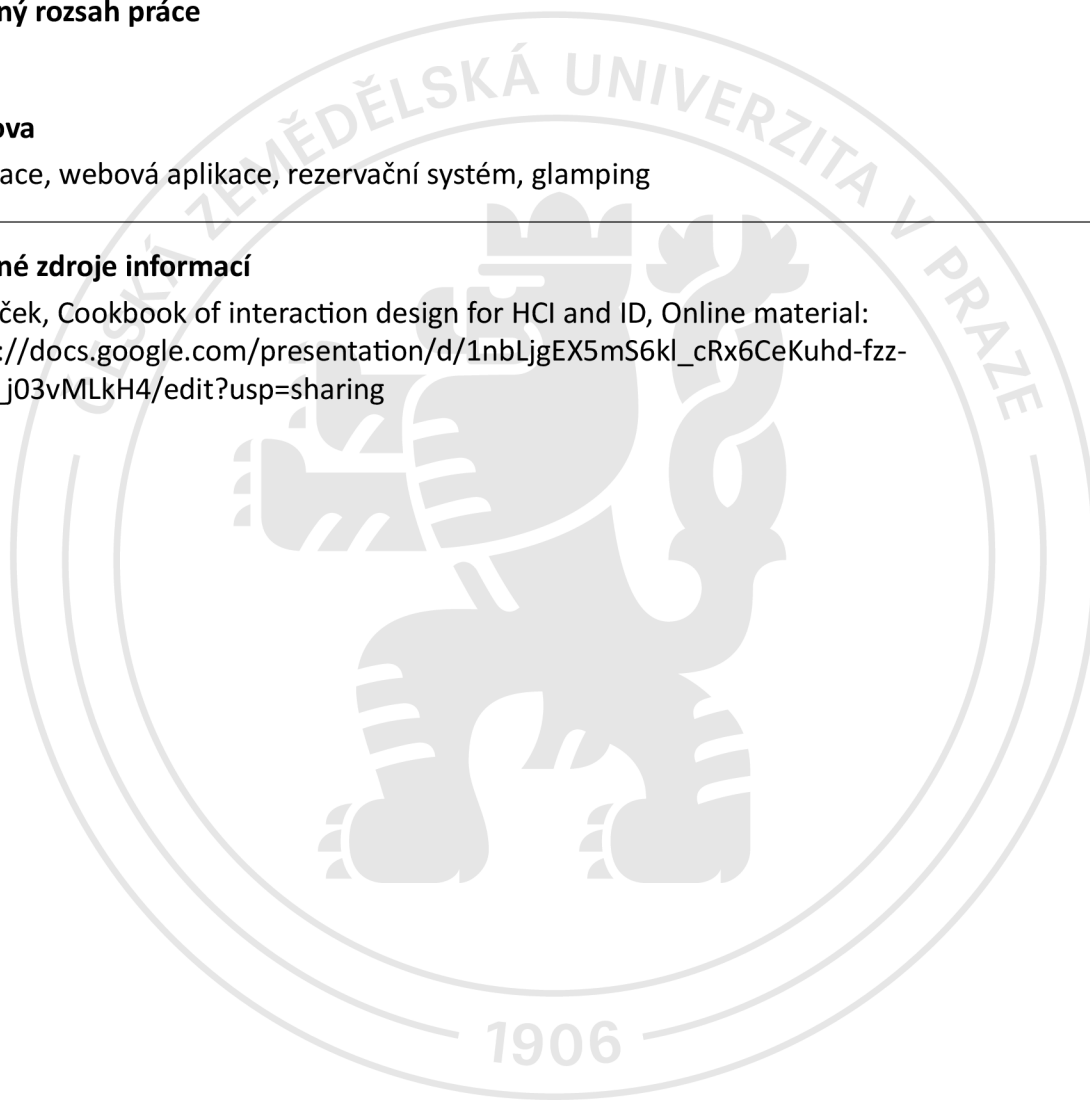 ný rozsah práce
ČESKÁ ZEMĚDĚLSKÁ UNIVERZITA V PRAZE
ova
ace, webová aplikace, rezervační systém, glamping
né zdroje informací
ček, Cookbook of interaction design for HCI and ID, Online material:
://docs.google.com/presentation/d/1nbLjgEX5mS6kl_cRx6CeKuhd-fzz-
_j03vMLkH4/edit?usp=sharing
1906